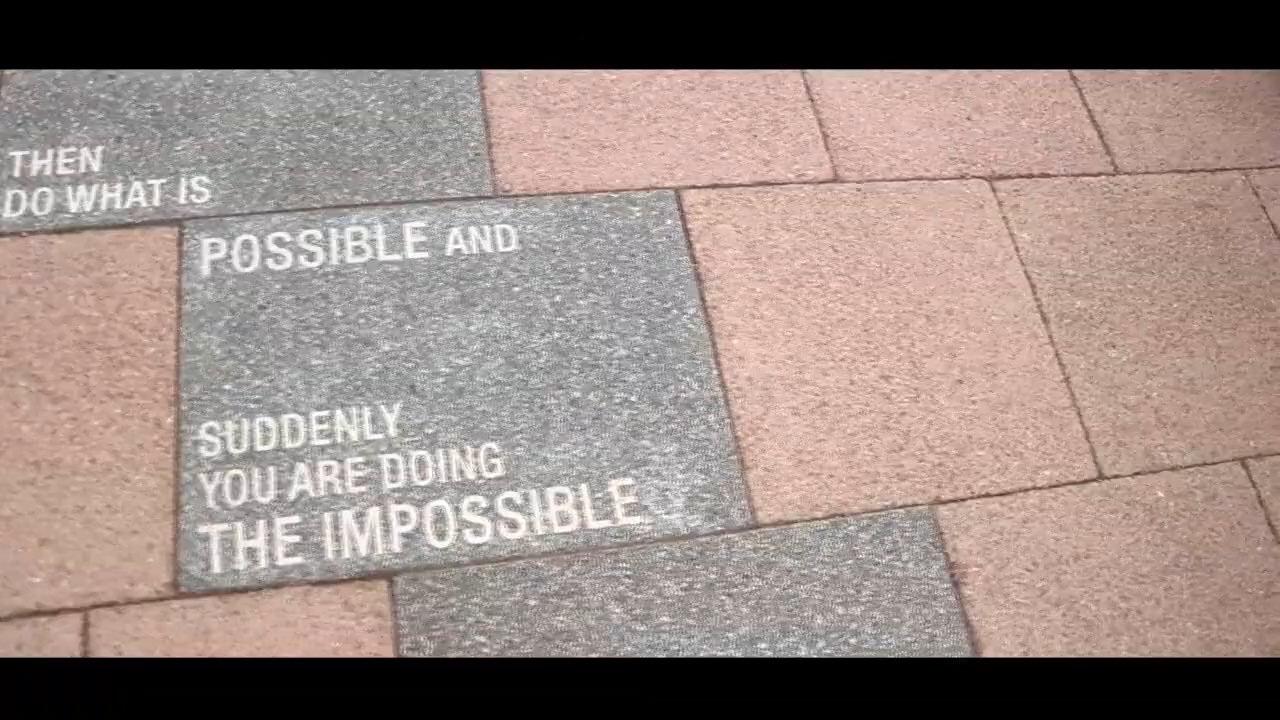 THEN
DO WHAT IS
POSSIBLE AND
SUDDENLY
YOU ARE DOING
THE IMPOSSIBLE